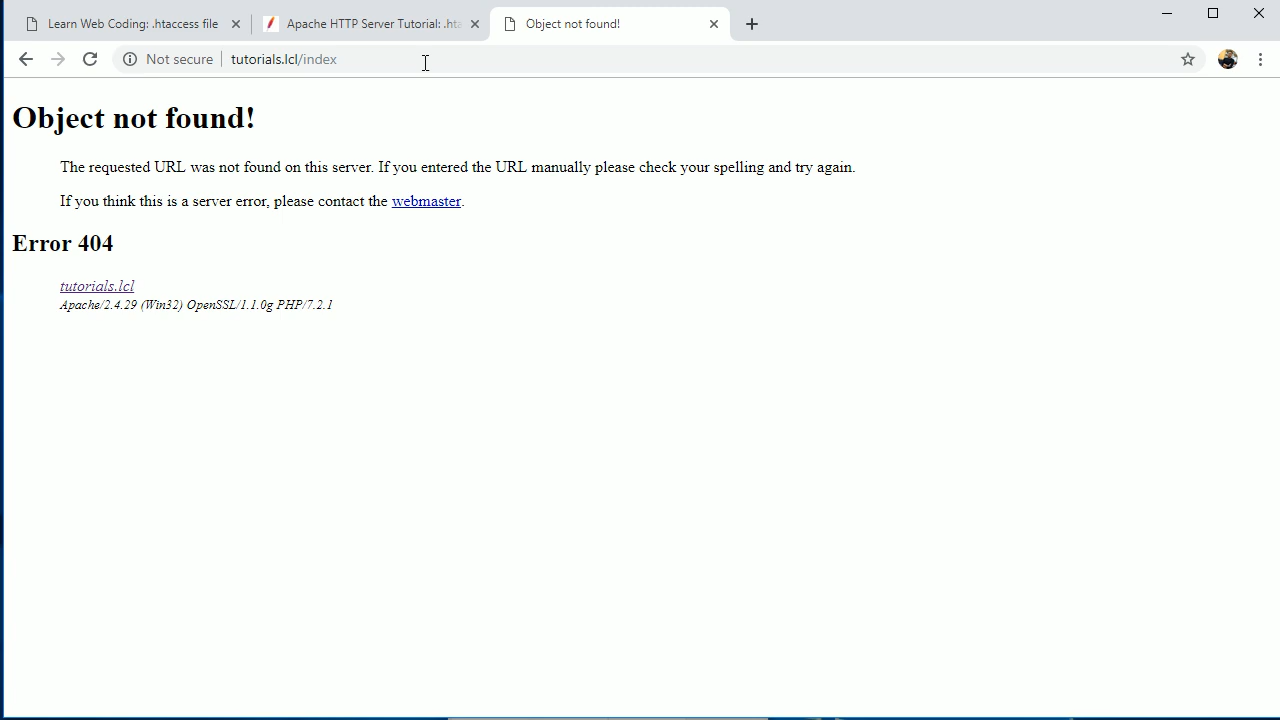 Learn Web Coding: .htaccess file
Apache HTTP Server Tutorial: .hta
Object not found!
Not secure
tutorials.lcl/index
Object not found!
The requested URL was not found on this server. If you entered the URL manually please check your spelling and try again.
If you think this is a server error, please contact the webmaster.
Error 404
tutorials.lcl
Apache/2.4.29 (Win32) OpenSSL/1.1.0g PHP/7.2.1